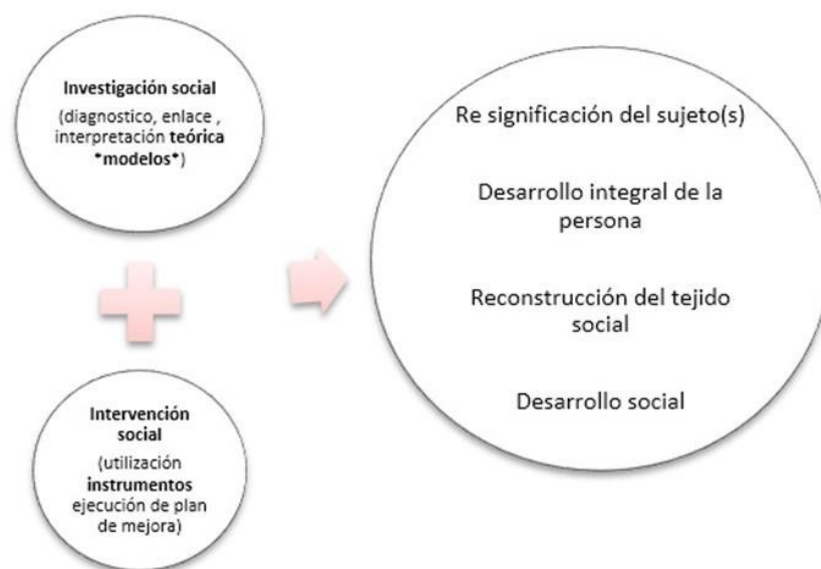 Investigación social
(diagnostico, enlace ,
interpretación teórica
*modelos*)
Intervención
social
(utilización
instrumentos
ejecución de plan
de mejora)
Re significación del sujeto(s)
Desarrollo integral de la
persona
Reconstrucción del tejido
social
Desarrollo social